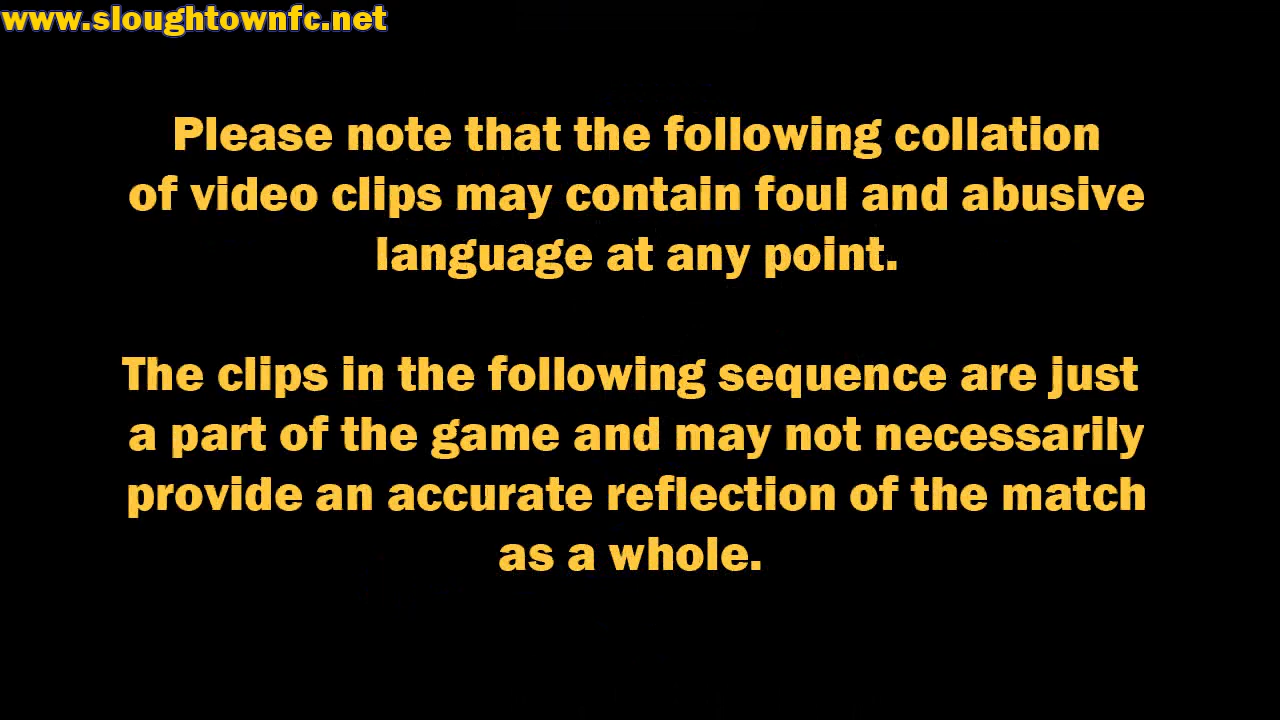 www.sloughtownfc.net
Please note that the following collation
of video clips may contain foul and abusive
language at any point.
The clips in the following sequence are just
a part of the game and may not necessarily
provide an accurate reflection of the match
as a whole.